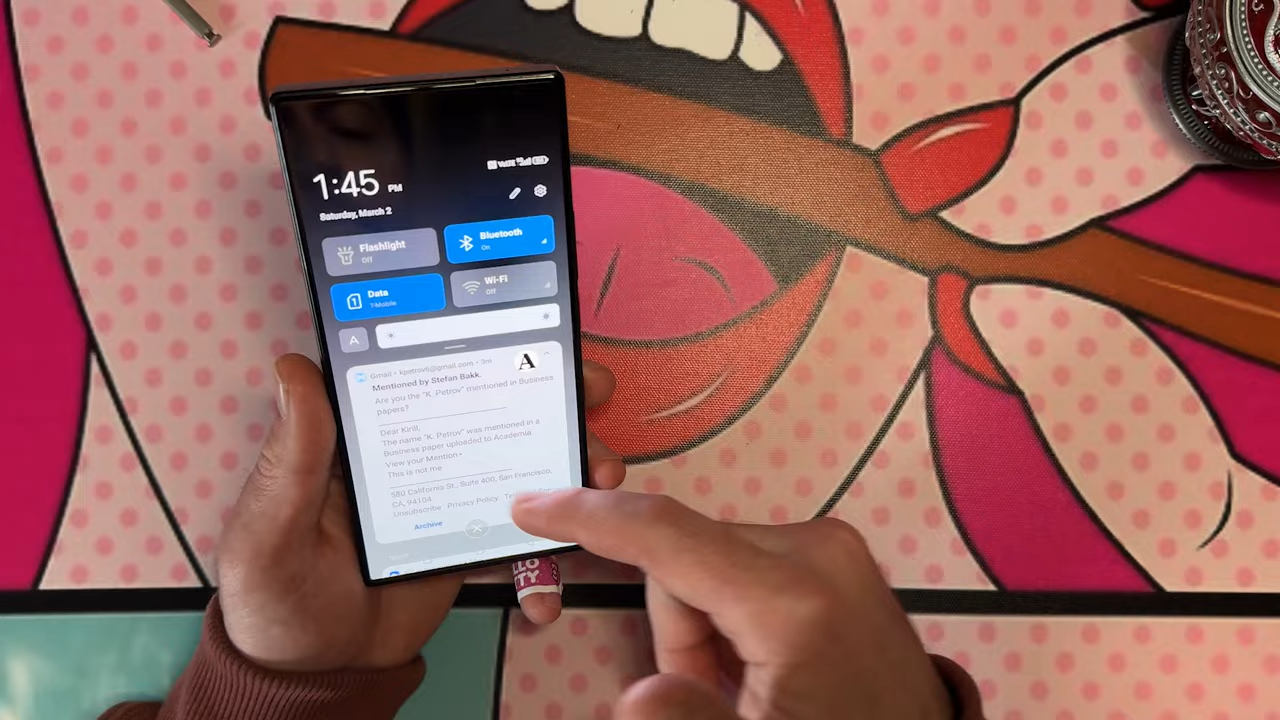 1:45 PM
Saturday, March 2
Flashlight
Off
Bluetooth
On
Data
T-Mobile
Wi-Fi
Off
A
Gmail • kpetrov6@gmail.com • 3m
A
Mentioned by Stefan Bakk.
Are you the "K. Petrov" mentioned in Business
papers?
Dear Kirill,
The name "K. Petrov" was mentioned in a
Business paper uploaded to Academia
View your Mention
This is not me
580 California St., Suite 400, San Francisco,
CA, 94104
Unsubscribe Privacy Policy
Archive